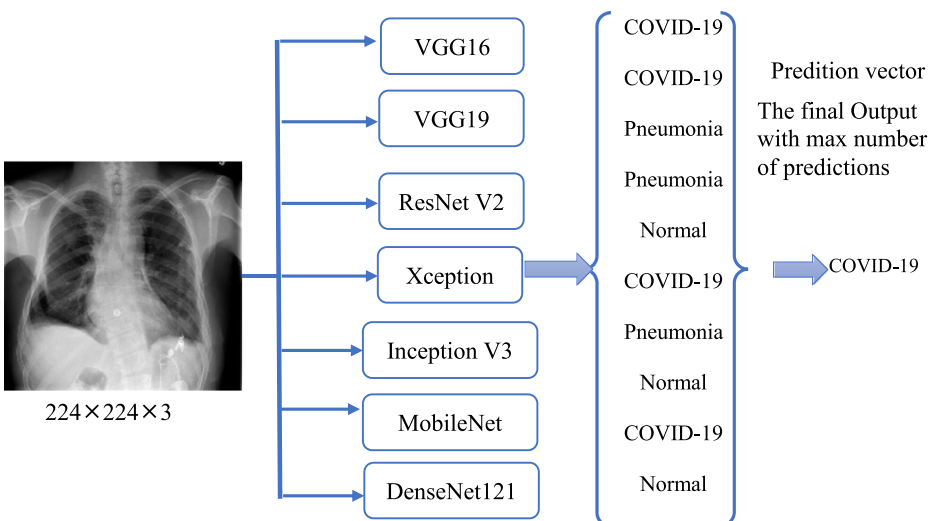 VGG16
VGG19
ResNet V2
Xception
Inception V3
MobileNet
DenseNet121
224×224×3
COVID-19
COVID-19
Pneumonia
Pneumonia
Normal
COVID-19
Pneumonia
Normal
COVID-19
Normal
Predition vector
The final Output
with max number
of predictions
COVID-19